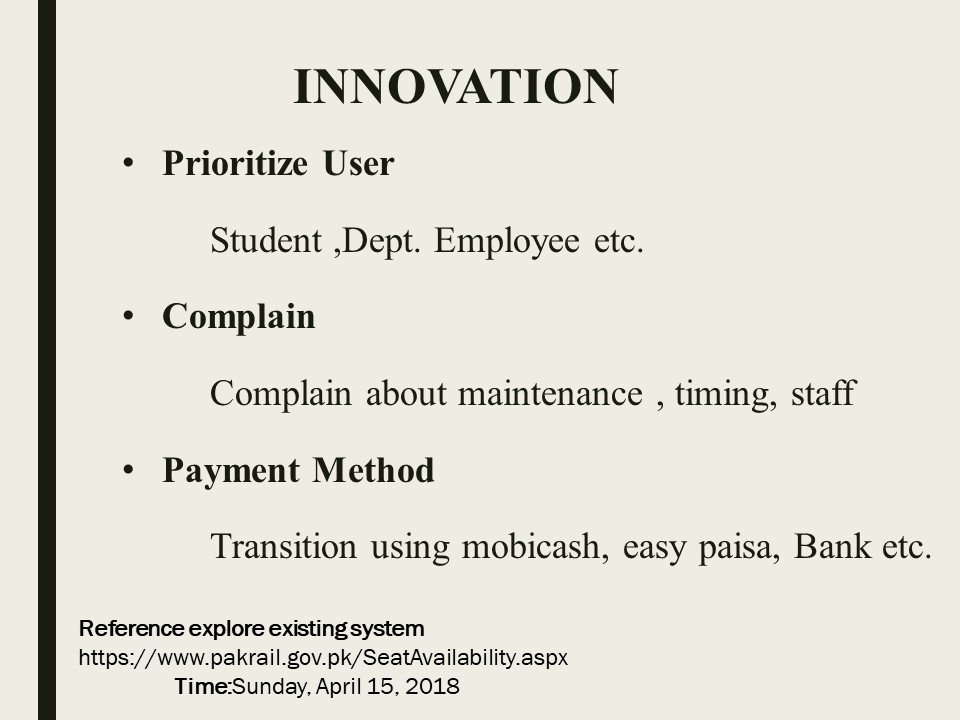 INNOVATION
• Prioritize User
Student ,Dept. Employee etc.
• Complain
Complain about maintenance , timing, staff
• Payment Method
Transition using mobicash, easy paisa, Bank etc.
Reference explore existing system
https://www.pakrail.gov.pk/SeatAvailability.aspx
Time:Sunday, April 15, 2018